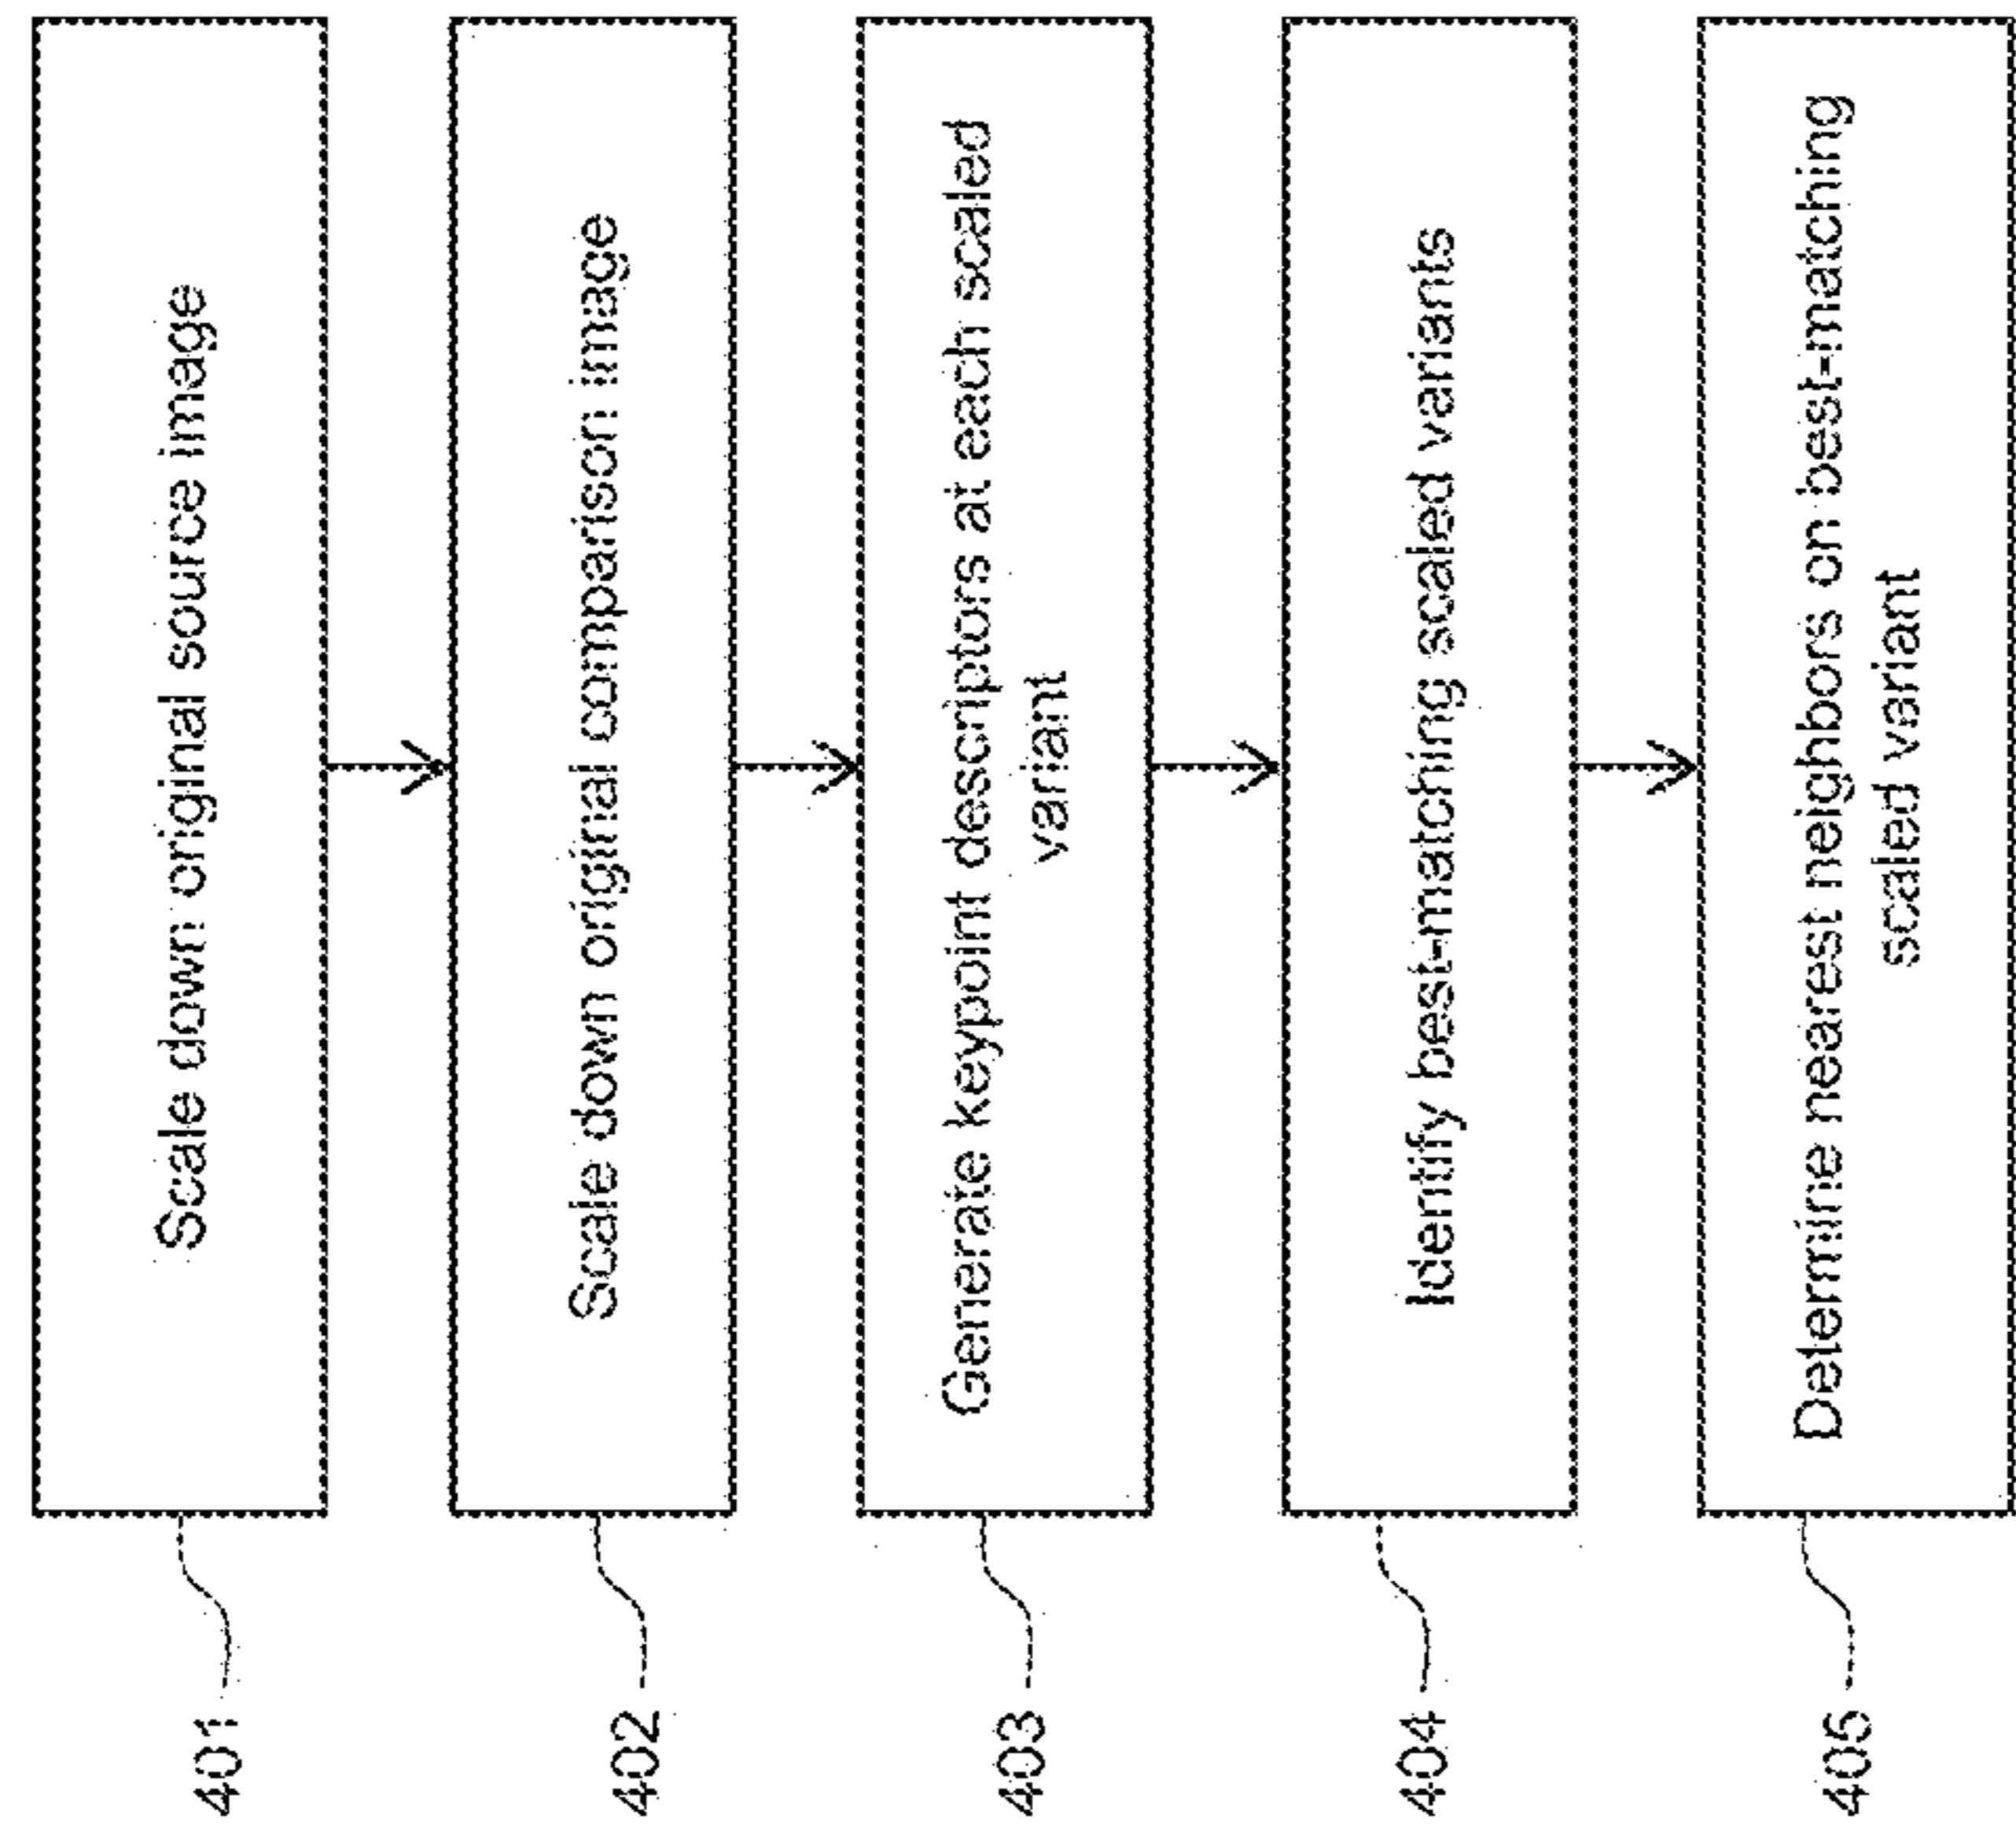 401
Scale down original source image
402
Scale down original comparison image
403
Generate keypoint descriptors at each scaled
variant
404
Identify best-matching scaled variants
405
Determine nearest neighbors on best-matching
scaled variant